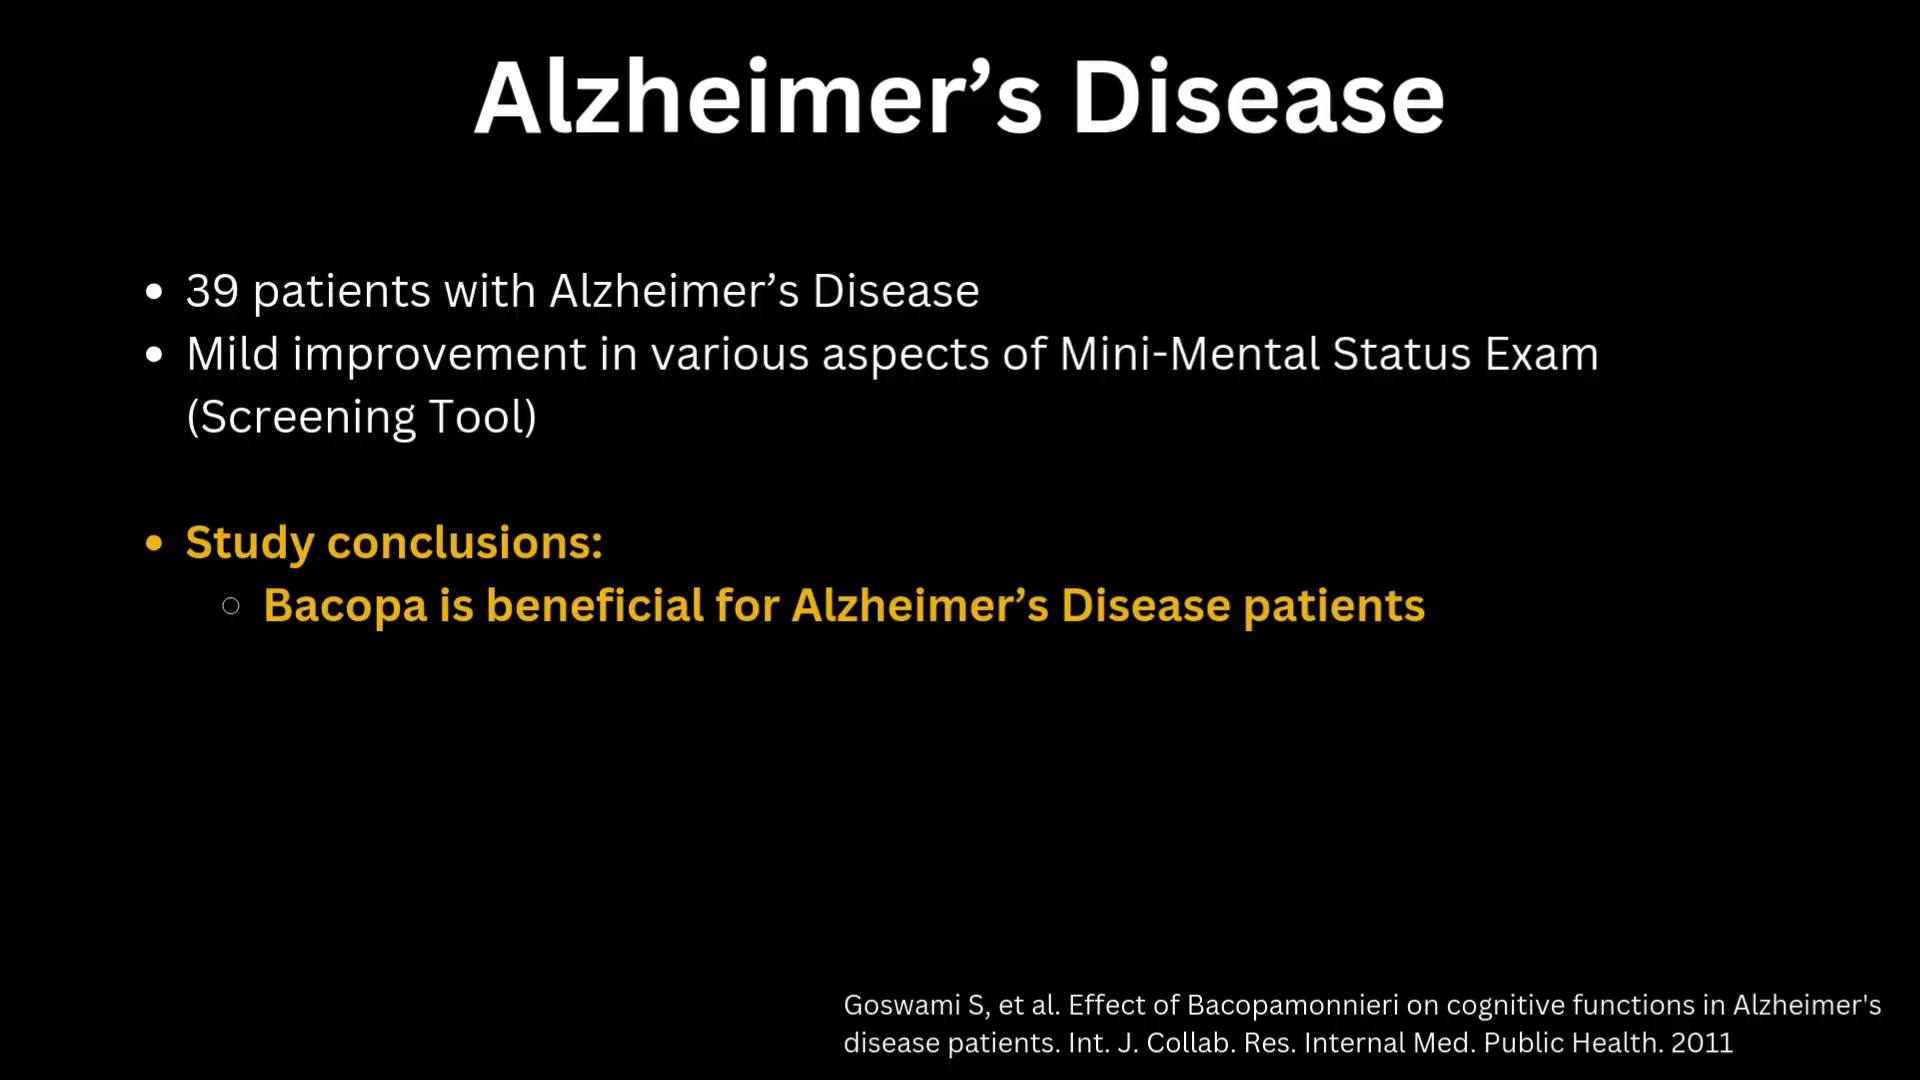 Alzheimer’s Disease
• 39 patients with Alzheimer’s Disease
• Mild improvement in various aspects of Mini-Mental Status Exam
(Screening Tool)
• Study conclusions:
○ Bacopa is beneficial for Alzheimer’s Disease patients
Goswami S, et al. Effect of Bacopamonnieri on cognitive functions in Alzheimer's
disease patients. Int. J. Collab. Res. Internal Med. Public Health. 2011